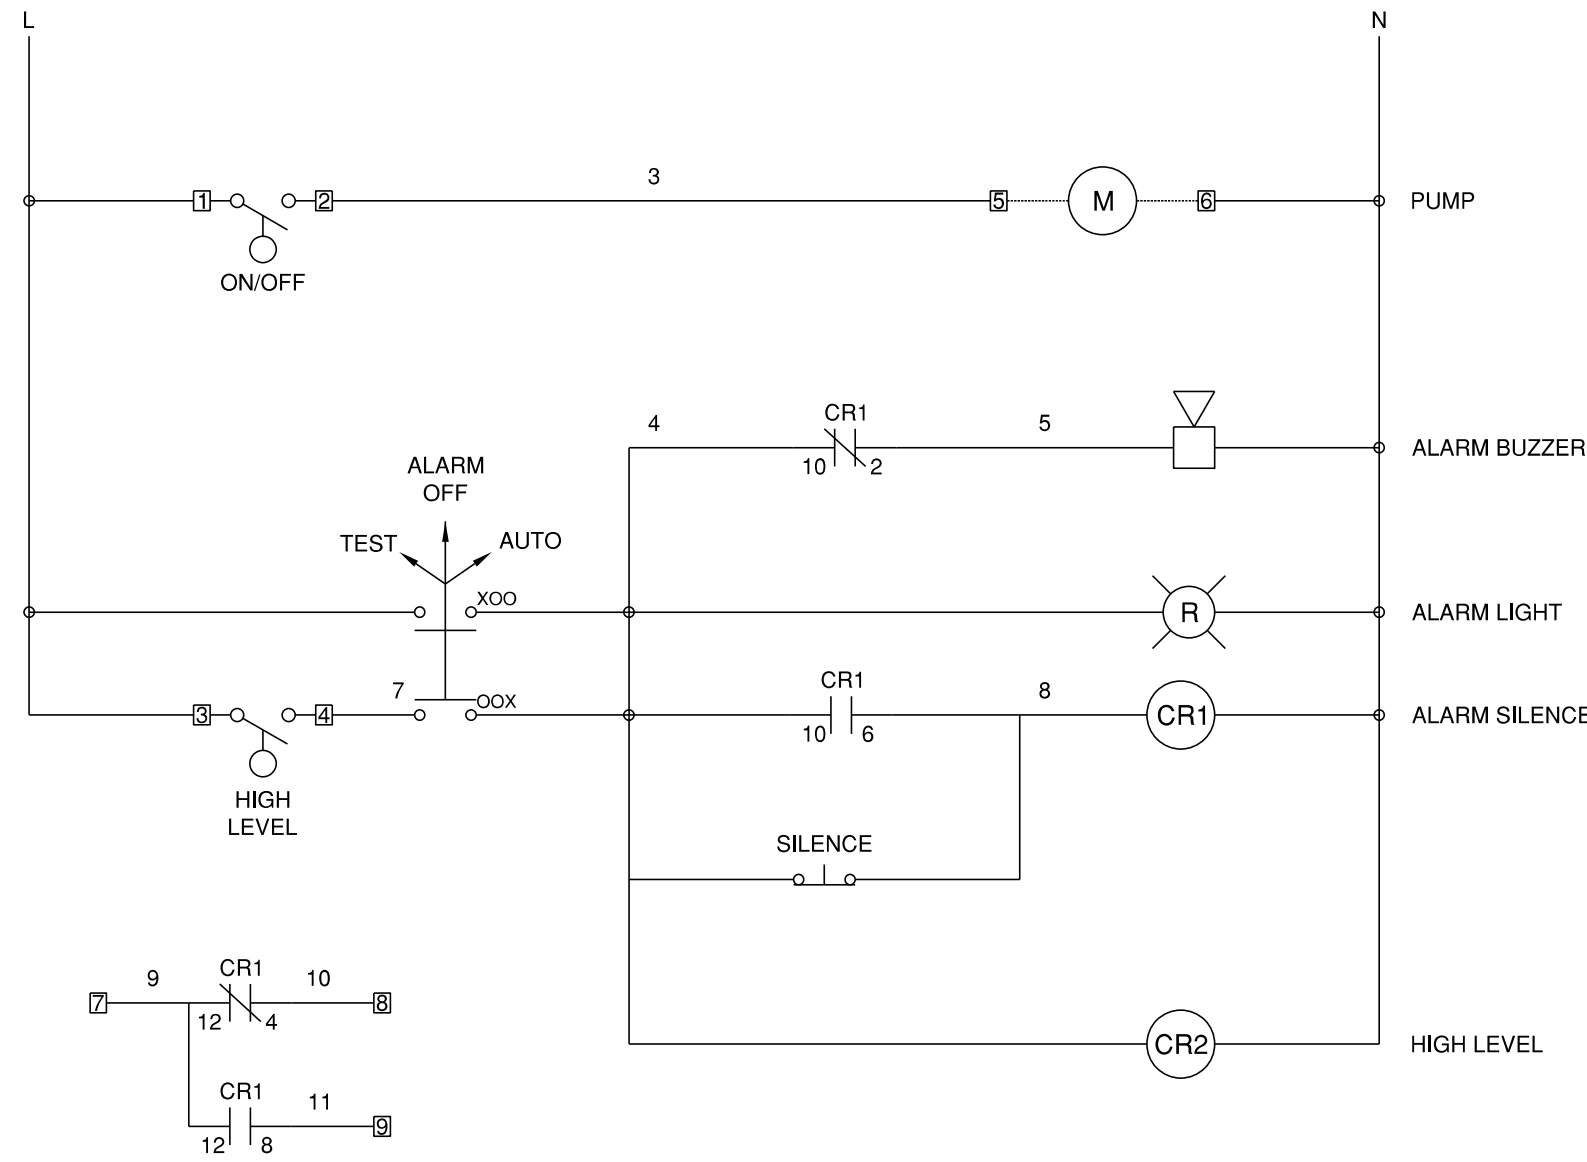 L
N
3
1
2
5
M
6
PUMP
ON/OFF
4
CR1
5
10
2
ALARM BUZZER
ALARM
OFF
TEST
AUTO
XOO
R
ALARM LIGHT
CR1
8
7
OOX
3
4
10
6
CR1
ALARM SILENCE
HIGH
LEVEL
SILENCE
9
CR1
10
7
12
4
8
CR2
HIGH LEVEL
CR1
11
12
8
9